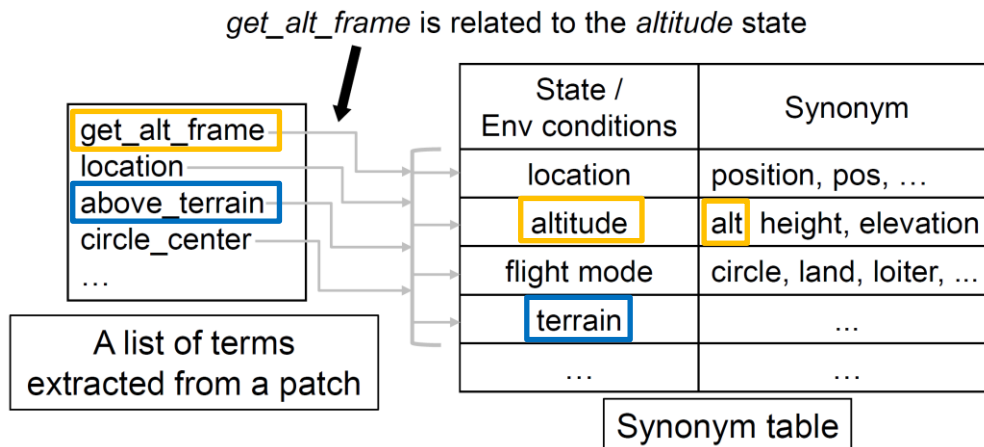 get_alt_frame is related to the altitude state
get_alt_frame
location
above_terrain
circle_center
…
A list of terms
extracted from a patch
State /
Env conditions
Synonym
location
position, pos, …
altitude
alt height, elevation
flight mode
circle, land, loiter, ...
terrain
...
…
…
Synonym table